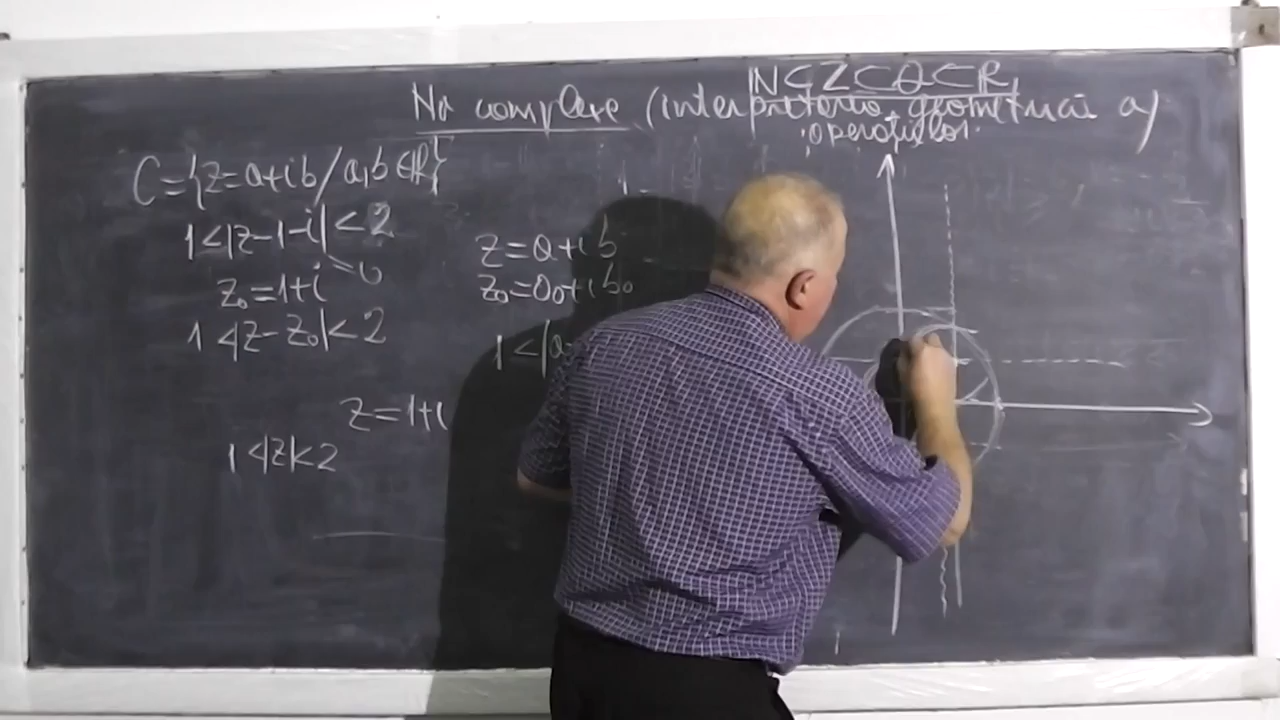 N⊂Z⊂Q⊂R
Nr complexe (interpretarea geometrică a)
operațiilor.
C={z=a+ib/a,b∈R}
1<|z-1-i|<2
z₀=1+i
1<|z-z₀|<2
z=1+i
1<|z|<2
z=a+ib
z₀=a₀+ib₀
1<|a